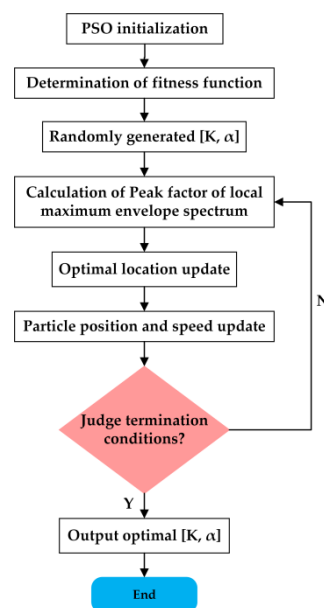 PSO initialization
Determination of fitness function
Randomly generated [K, α]
Calculation of Peak factor of local
maximum envelope spectrum
Optimal location update
N
Particle position and speed update
Judge termination
conditions?
Y
Output optimal [K, α]
End